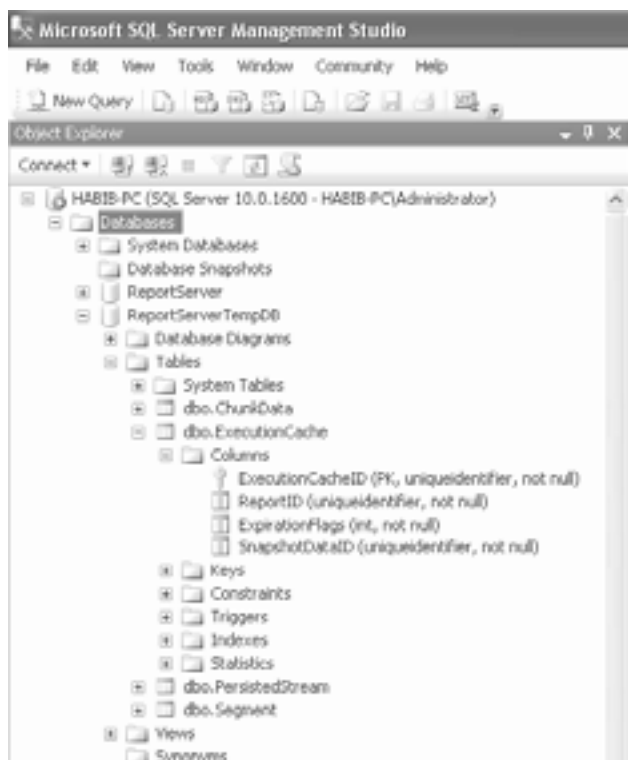 Microsoft SQL Server Management Studio
File Edit View Tools Window Community Help
New Query
Object Explorer
Connect
HABIB-PC (SQL Server 10.0.1600 - HABIB-PC\Administrator)
Databases
System Databases
Database Snapshots
ReportServer
ReportServerTempDB
Database Diagrams
Tables
System Tables
dbo.ChunkData
dbo.ExecutionCache
Columns
ExecutionCacheID (PK, uniqueidentifier, not null)
ReportID (uniqueidentifier, not null)
ExpirationFlags (int, not null)
SnapshotDataID (uniqueidentifier, not null)
Keys
Constraints
Triggers
Indexes
Statistics
dbo.PersistedStream
dbo.Segment
Views
Synonyms